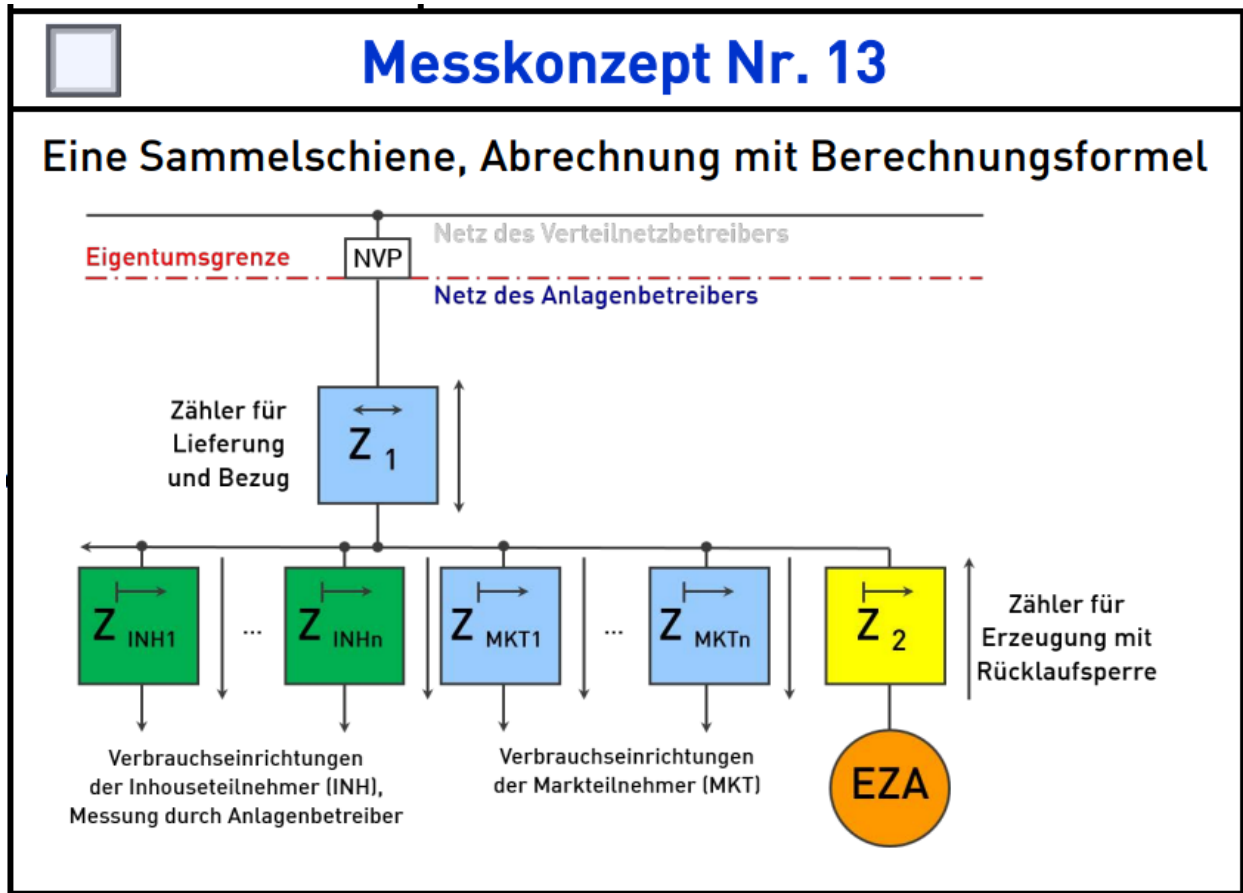 Messkonzept Nr. 13
Eine Sammelschiene, Abrechnung mit Berechnungsformel
Netz des Verteilnetzbetreibers
Eigentumsgrenze
NVP
Netz des Anlagenbetreibers
Zähler für
Lieferung
und Bezug
Z 1
Z INH1
...
Z INHn
Z MKT1
...
Z MKTn
Z 2
Zähler für
Erzeugung mit
Rücklaufsperre
Verbrauchseinrichtungen
der Inhouseteilnehmer (INH),
Messung durch Anlagenbetreiber
Verbrauchseinrichtungen
der Markteilnehmer (MKT)
EZA